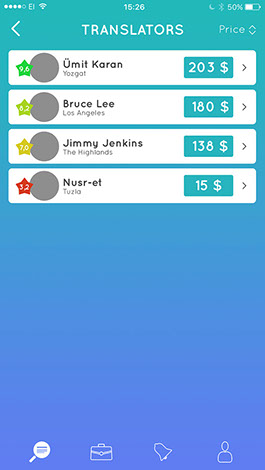 El 15:26 50%
TRANSLATORS Price
9,6 Ümit Karan 203 $
Yozgat
8,2 Bruce Lee 180 $
Los Angeles
7,0 Jimmy Jenkins 138 $
The Highlands
3,2 Nusr-et 15 $
Tuzla